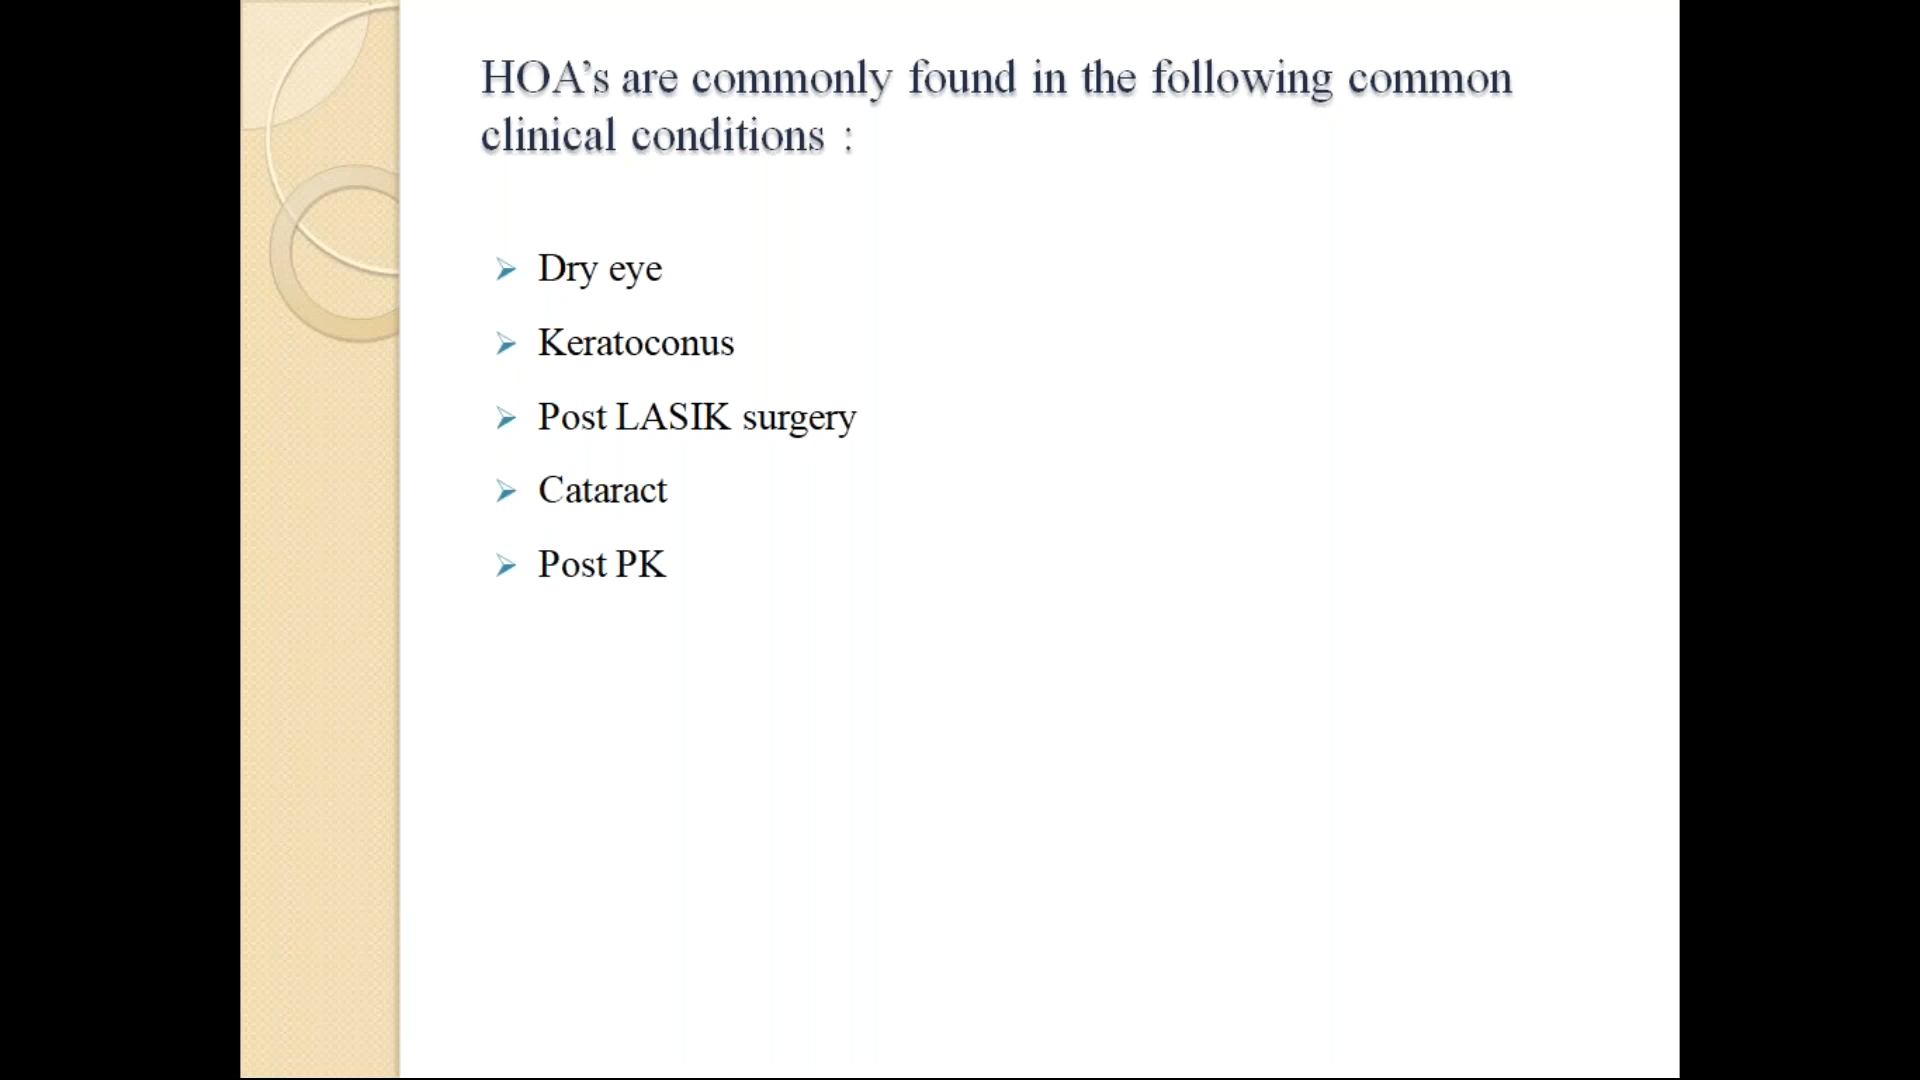 HOA’s are commonly found in the following common
clinical conditions :
Dry eye
Keratoconus
Post LASIK surgery
Cataract
Post PK